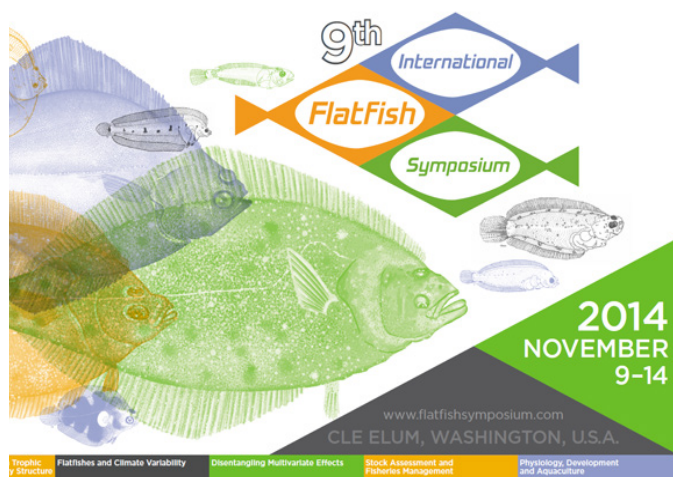 9th
International
FlatFish
Symposium
2014
NOVEMBER
9–14
www.flatfishsymposium.com
CLE ELUM, WASHINGTON, U.S.A.
Trophic
y Structure
Flatfishes and Climate Variability
Disentangling Multivariate Effects
Stock Assessment and
Fisheries Management
Physiology, Development
and Aquaculture